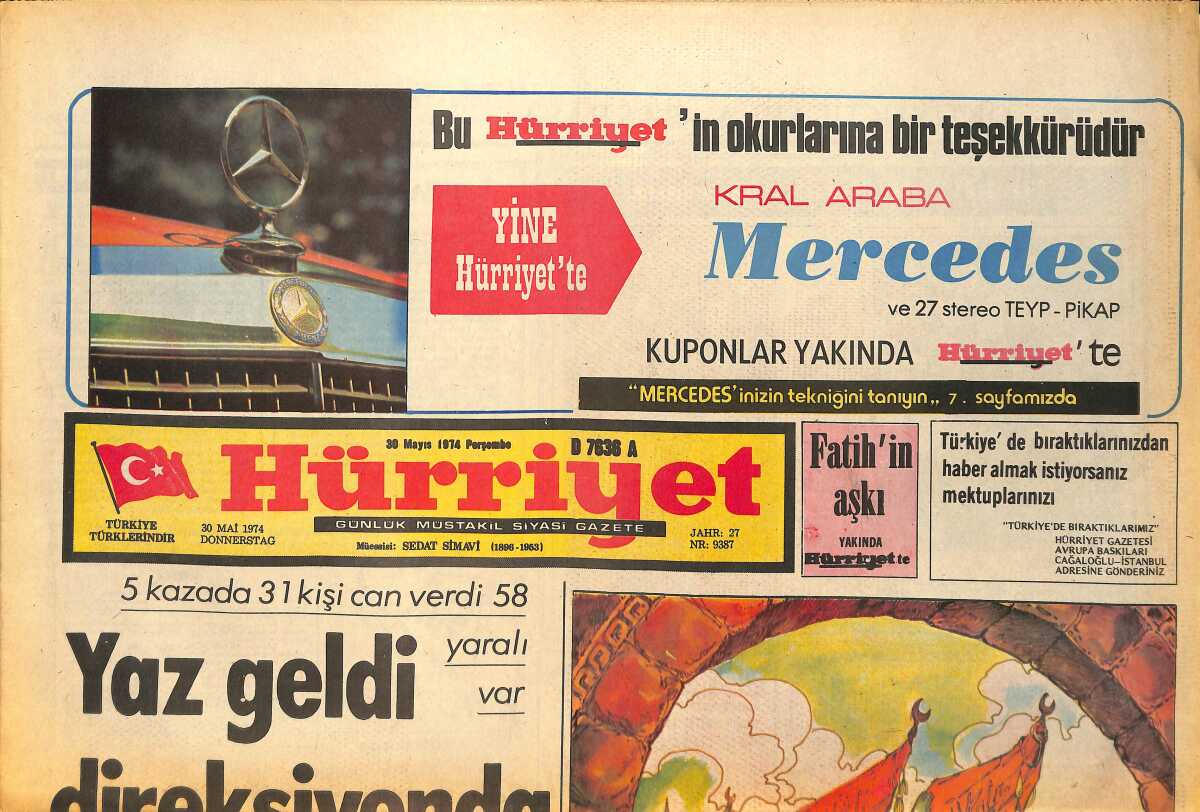 Bu Hürriyet 'in okurlarına bir teşekkürüdür
YİNE
Hürriyet'te
KRAL ARABA
Mercedes
ve 27 stereo TEYP - PİKAP
KUPONLAR YAKINDA Hürriyet' te
"MERCEDES'inizin tekniğini tanıyın,, 7. sayfamızda
30 Mayıs 1974 Perşembe
D 7636 A
Hürriyet
TÜRKİYE
TÜRKLERİNDİR
30 MAİ 1974
DONNERSTAG
GÜNLÜK MÜSTAKİL SİYASİ GAZETE
Müessisi: SEDAT SİMAVİ (1896-1953)
JAHR: 27
NR: 9387
Fatih'in
aşkı
YAKINDA
Hürriyet te
Türkiye' de bıraktıklarınızdan
haber almak istiyorsanız
mektuplarınızı
"TÜRKİYE'DE BIRAKTIKLARIMIZ"
HÜRRİYET GAZETESİ
AVRUPA BASKILARI
CAĞALOĞLU-İSTANBUL
ADRESİNE GÖNDERİNİZ
5 kazada 31 kişi can verdi 58
yaralı
var
Yaz geldi
direksiyonda